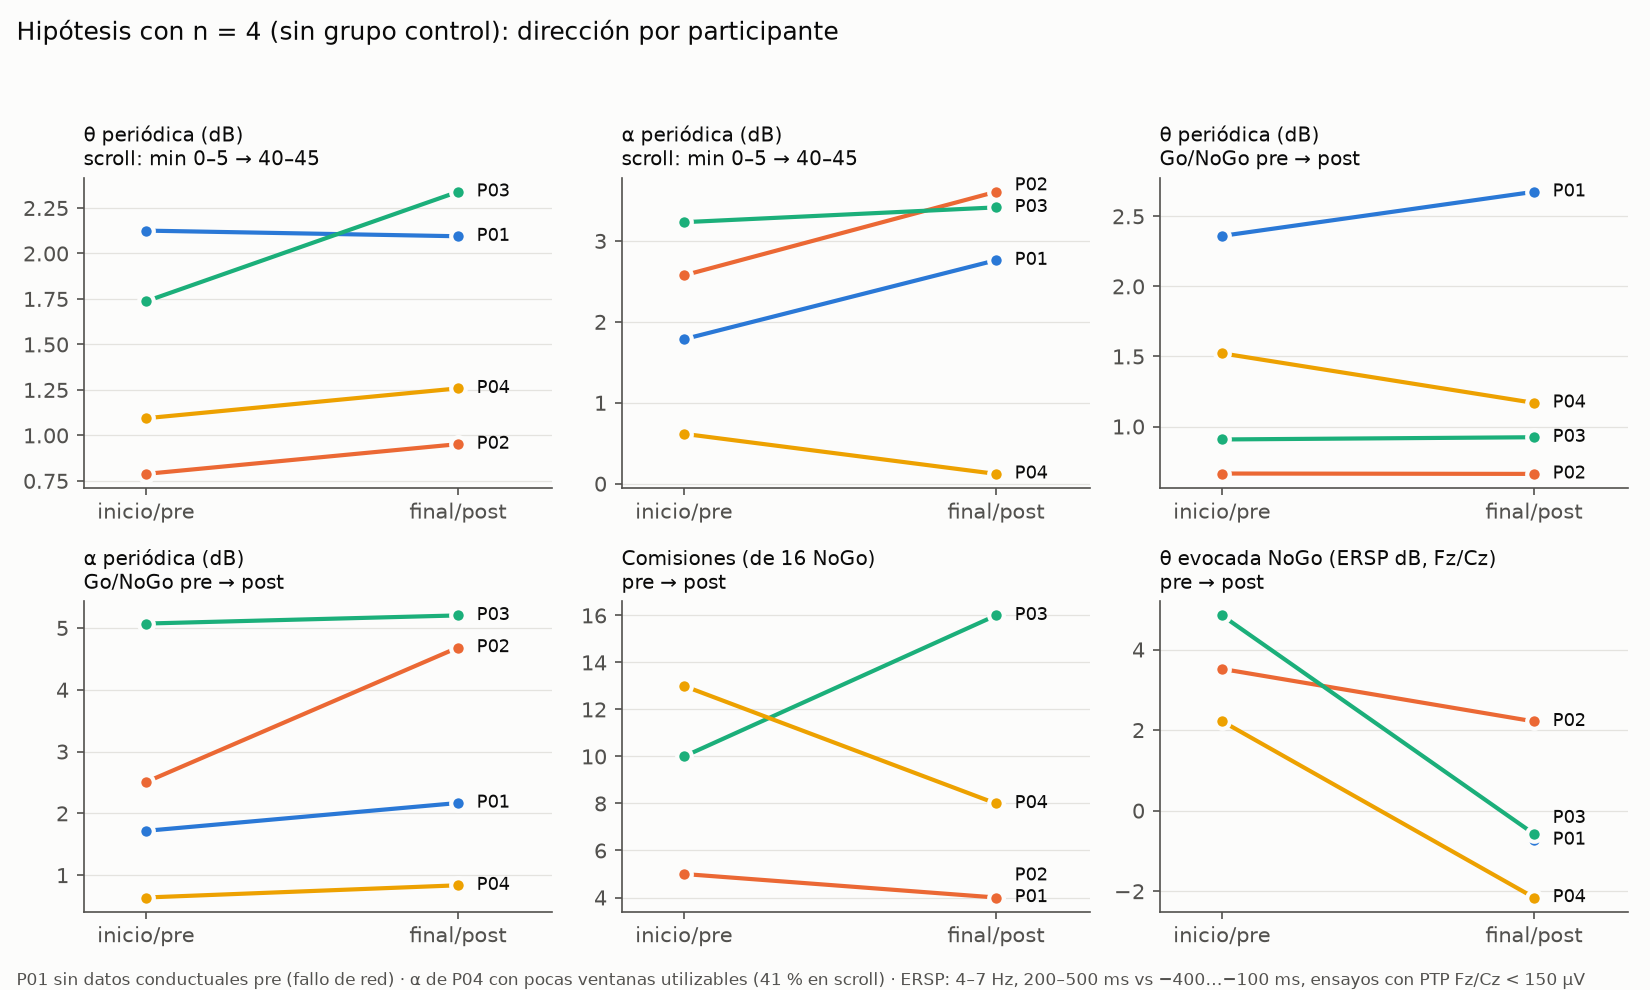 Hipótesis con n = 4 (sin grupo control): dirección por participante
θ periódica (dB)
scroll: min 0–5 → 40–45
2.25
2.00
1.75
1.50
1.25
1.00
0.75
P03
P01
P04
P02
inicio/pre
final/post
α periódica (dB)
scroll: min 0–5 → 40–45
3
2
1
0
P02
P03
P01
P04
inicio/pre
final/post
θ periódica (dB)
Go/NoGo pre → post
2.5
2.0
1.5
1.0
P01
P04
P03
P02
inicio/pre
final/post
α periódica (dB)
Go/NoGo pre → post
5
4
3
2
1
P03
P02
P01
P04
inicio/pre
final/post
Comisiones (de 16 NoGo)
pre → post
16
14
12
10
8
6
4
P03
P04
P02
P01
inicio/pre
final/post
θ evocada NoGo (ERSP dB, Fz/Cz)
pre → post
4
2
0
−2
P02
P03
P01
P04
inicio/pre
final/post
P01 sin datos conductuales pre (fallo de red) · α de P04 con pocas ventanas utilizables (41 % en scroll) · ERSP: 4–7 Hz, 200–500 ms vs −400…−100 ms, ensayos con PTP Fz/Cz < 150 µV